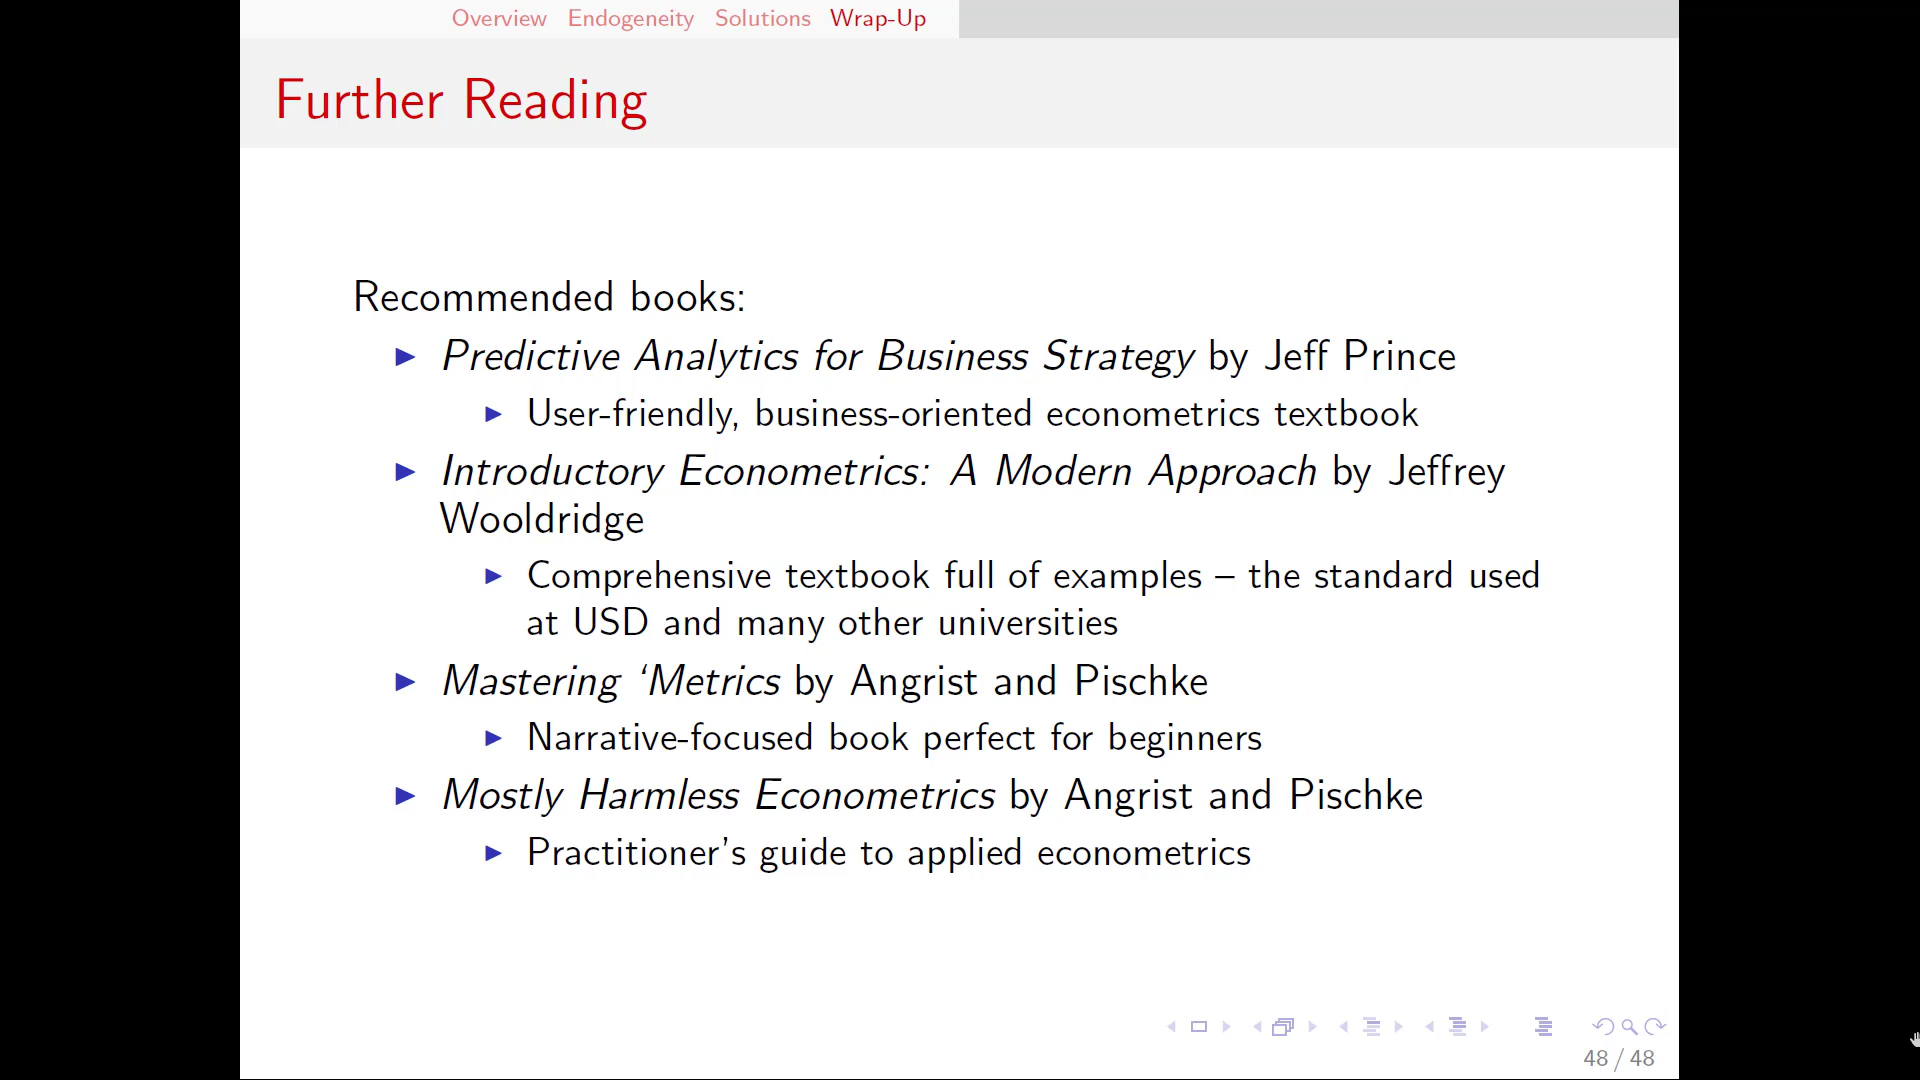 Overview Endogeneity Solutions Wrap-Up
Further Reading
Recommended books:
Predictive Analytics for Business Strategy by Jeff Prince
User-friendly, business-oriented econometrics textbook
Introductory Econometrics: A Modern Approach by Jeffrey
Wooldridge
Comprehensive textbook full of examples – the standard used
at USD and many other universities
Mastering ‘Metrics by Angrist and Pischke
Narrative-focused book perfect for beginners
Mostly Harmless Econometrics by Angrist and Pischke
Practitioner’s guide to applied econometrics
48 / 48